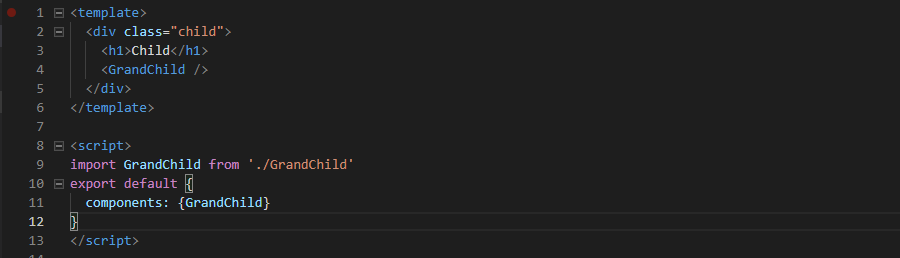 1 <template>
2   <div class="child">
3     <h1>Child</h1>
4     <GrandChild />
5   </div>
6 </template>
7
8 <script>
9 import GrandChild from './GrandChild'
10 export default {
11   components: {GrandChild}
12 }
13 </script>
14